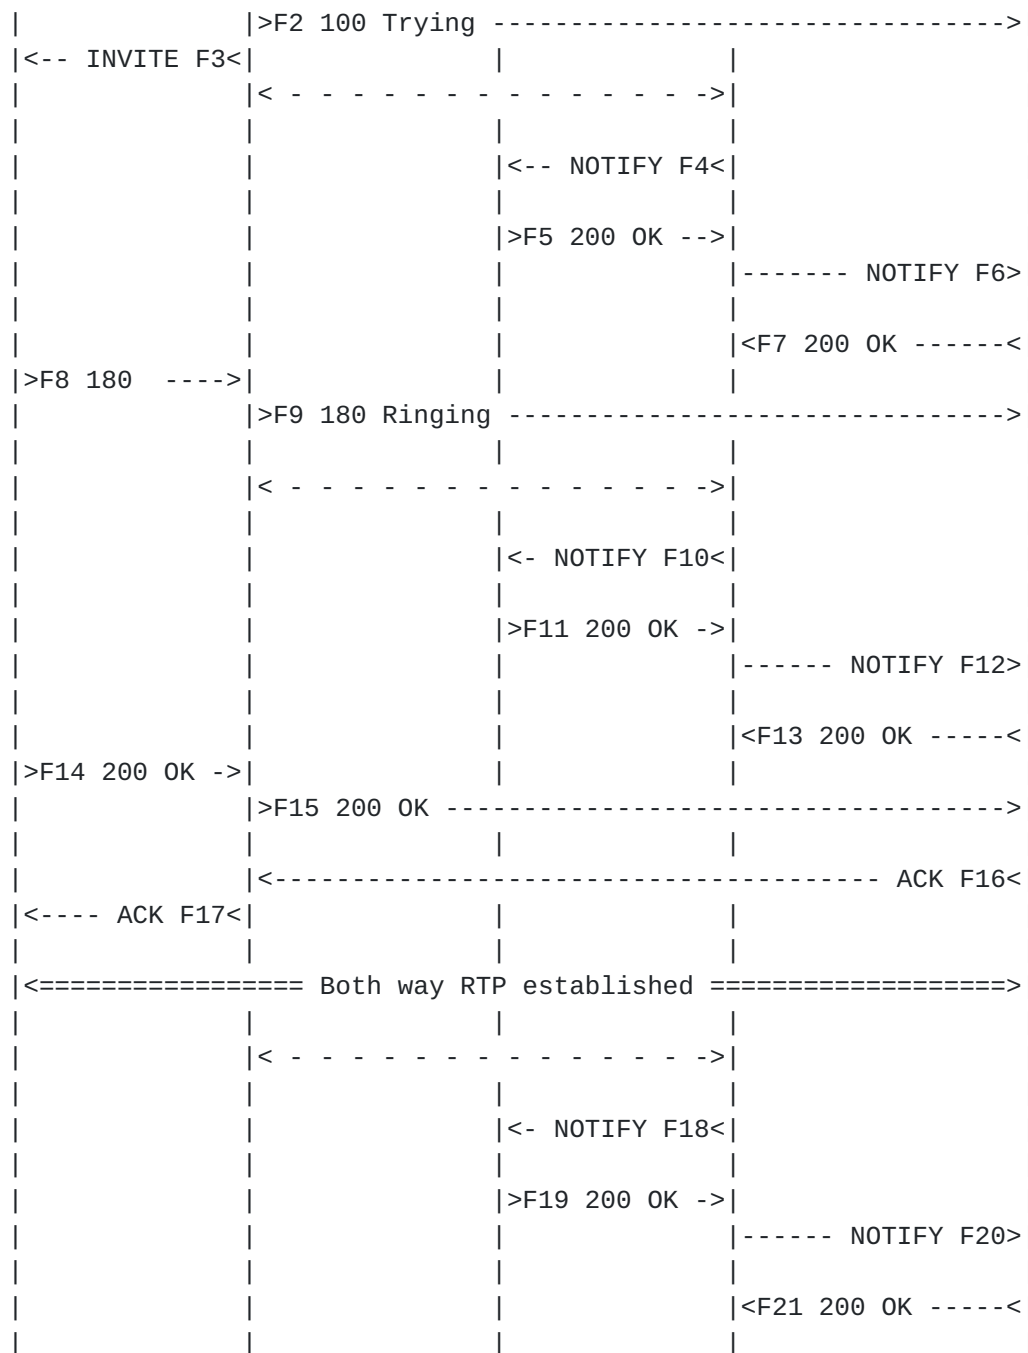 |              |>F2 100 Trying --------------------------------->
|<-- INVITE F3<|               |              |
|              |< - - - - - - - - - - - - - ->|
|              |               |              |
|              |               |<-- NOTIFY F4<|
|              |               |              |
|              |               |>F5 200 OK -->|
|              |               |              |------- NOTIFY F6>
|              |               |              |
|              |               |              |<F7 200 OK ------<
|>F8 180  ---->|               |              |
|              |>F9 180 Ringing -------------------------------->
|              |               |              |
|              |< - - - - - - - - - - - - - ->|
|              |               |              |
|              |               |<- NOTIFY F10<|
|              |               |              |
|              |               |>F11 200 OK ->|
|              |               |              |------ NOTIFY F12>
|              |               |              |
|              |               |              |<F13 200 OK -----<
|>F14 200 OK ->|               |              |
|              |>F15 200 OK ------------------------------------>
|              |               |              |
|              |<--------------------------------------- ACK F16<
|<---- ACK F17<|               |              |
|              |               |              |
|<================= Both way RTP established ===================>
|              |               |              |
|              |< - - - - - - - - - - - - - ->|
|              |               |              |
|              |               |<- NOTIFY F18<|
|              |               |              |
|              |               |>F19 200 OK ->|
|              |               |              |------ NOTIFY F20>
|              |               |              |
|              |               |              |<F21 200 OK -----<
|              |               |              |